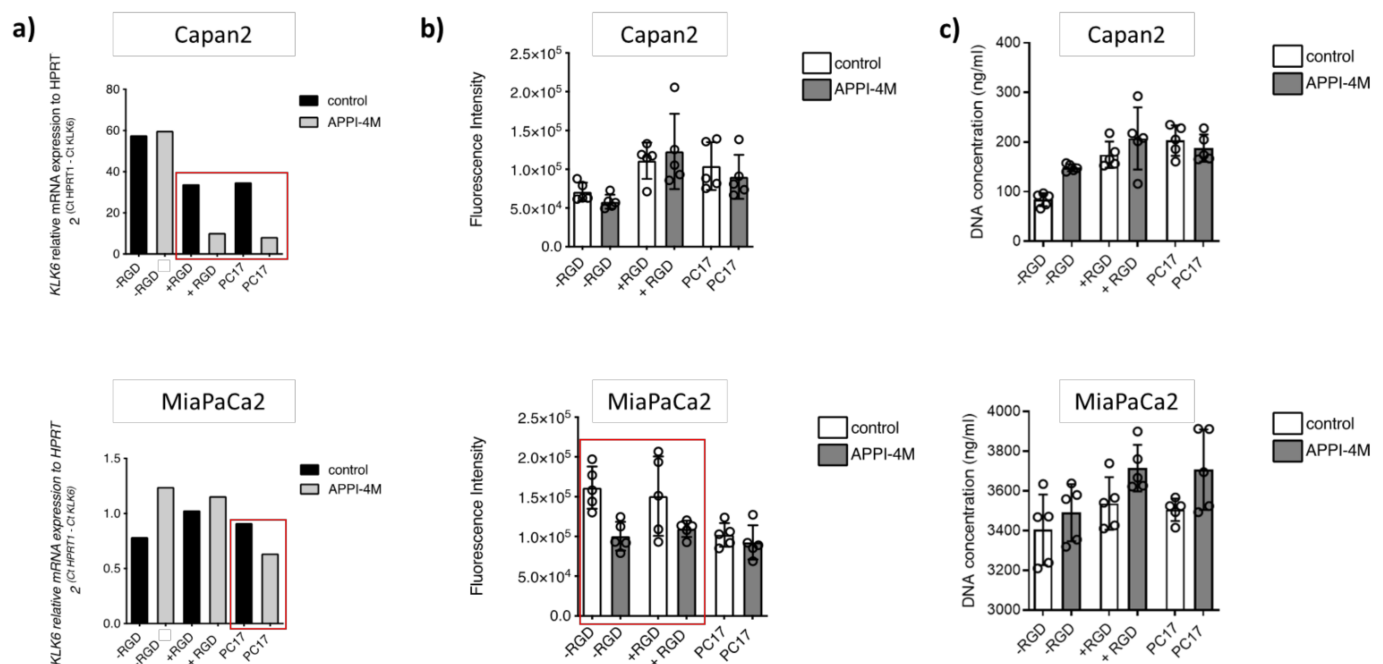 a)
Capan2
KLK6 relative mRNA expression to HPRT
2 (Ct HPRT1 - Ct KLK6)
80
60
40
20
0
control
APPI-4M
-RGD
-RGD
+RGD
+ RGD
PC17
PC17
b)
Capan2
Fluorescence Intensity
2.5×10⁵
2.0×10⁵
1.5×10⁵
1.0×10⁵
5.0×10⁴
0.0
control
APPI-4M
-RGD
-RGD
+RGD
+ RGD
PC17
PC17
c)
Capan2
DNA concentration (ng/ml)
400
300
200
100
0
control
APPI-4M
-RGD
-RGD
+RGD
+ RGD
PC17
PC17
MiaPaCa2
KLK6 relative mRNA expression to HPRT
2 (Ct HPRT1 - Ct KLK6)
1.5
1.0
0.5
0.0
control
APPI-4M
-RGD
-RGD
+RGD
+ RGD
PC17
PC17
MiaPaCa2
Fluorescence Intensity
2.5×10⁵
2.0×10⁵
1.5×10⁵
1.0×10⁵
5.0×10⁴
0.0
control
APPI-4M
-RGD
-RGD
+RGD
+ RGD
PC17
PC17
MiaPaCa2
DNA concentration (ng/ml)
4000
3800
3600
3400
3200
3000
control
APPI-4M
-RGD
-RGD
+RGD
+ RGD
PC17
PC17